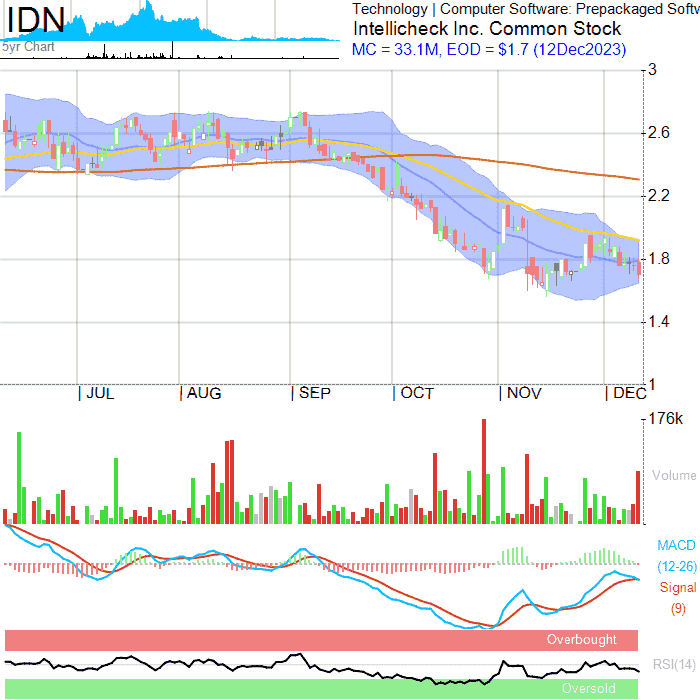 IDN
5yr Chart
Technology | Computer Software: Prepackaged Softw
Intellicheck Inc. Common Stock
MC = 33.1M, EOD = $1.7 (12Dec2023)
3
2.6
2.2
1.8
1.4
1
| JUL | AUG | SEP | OCT | NOV | DEC
176k
Volume
MACD
(12-26)
Signal
(9)
Overbought
RSI(14)
Oversold